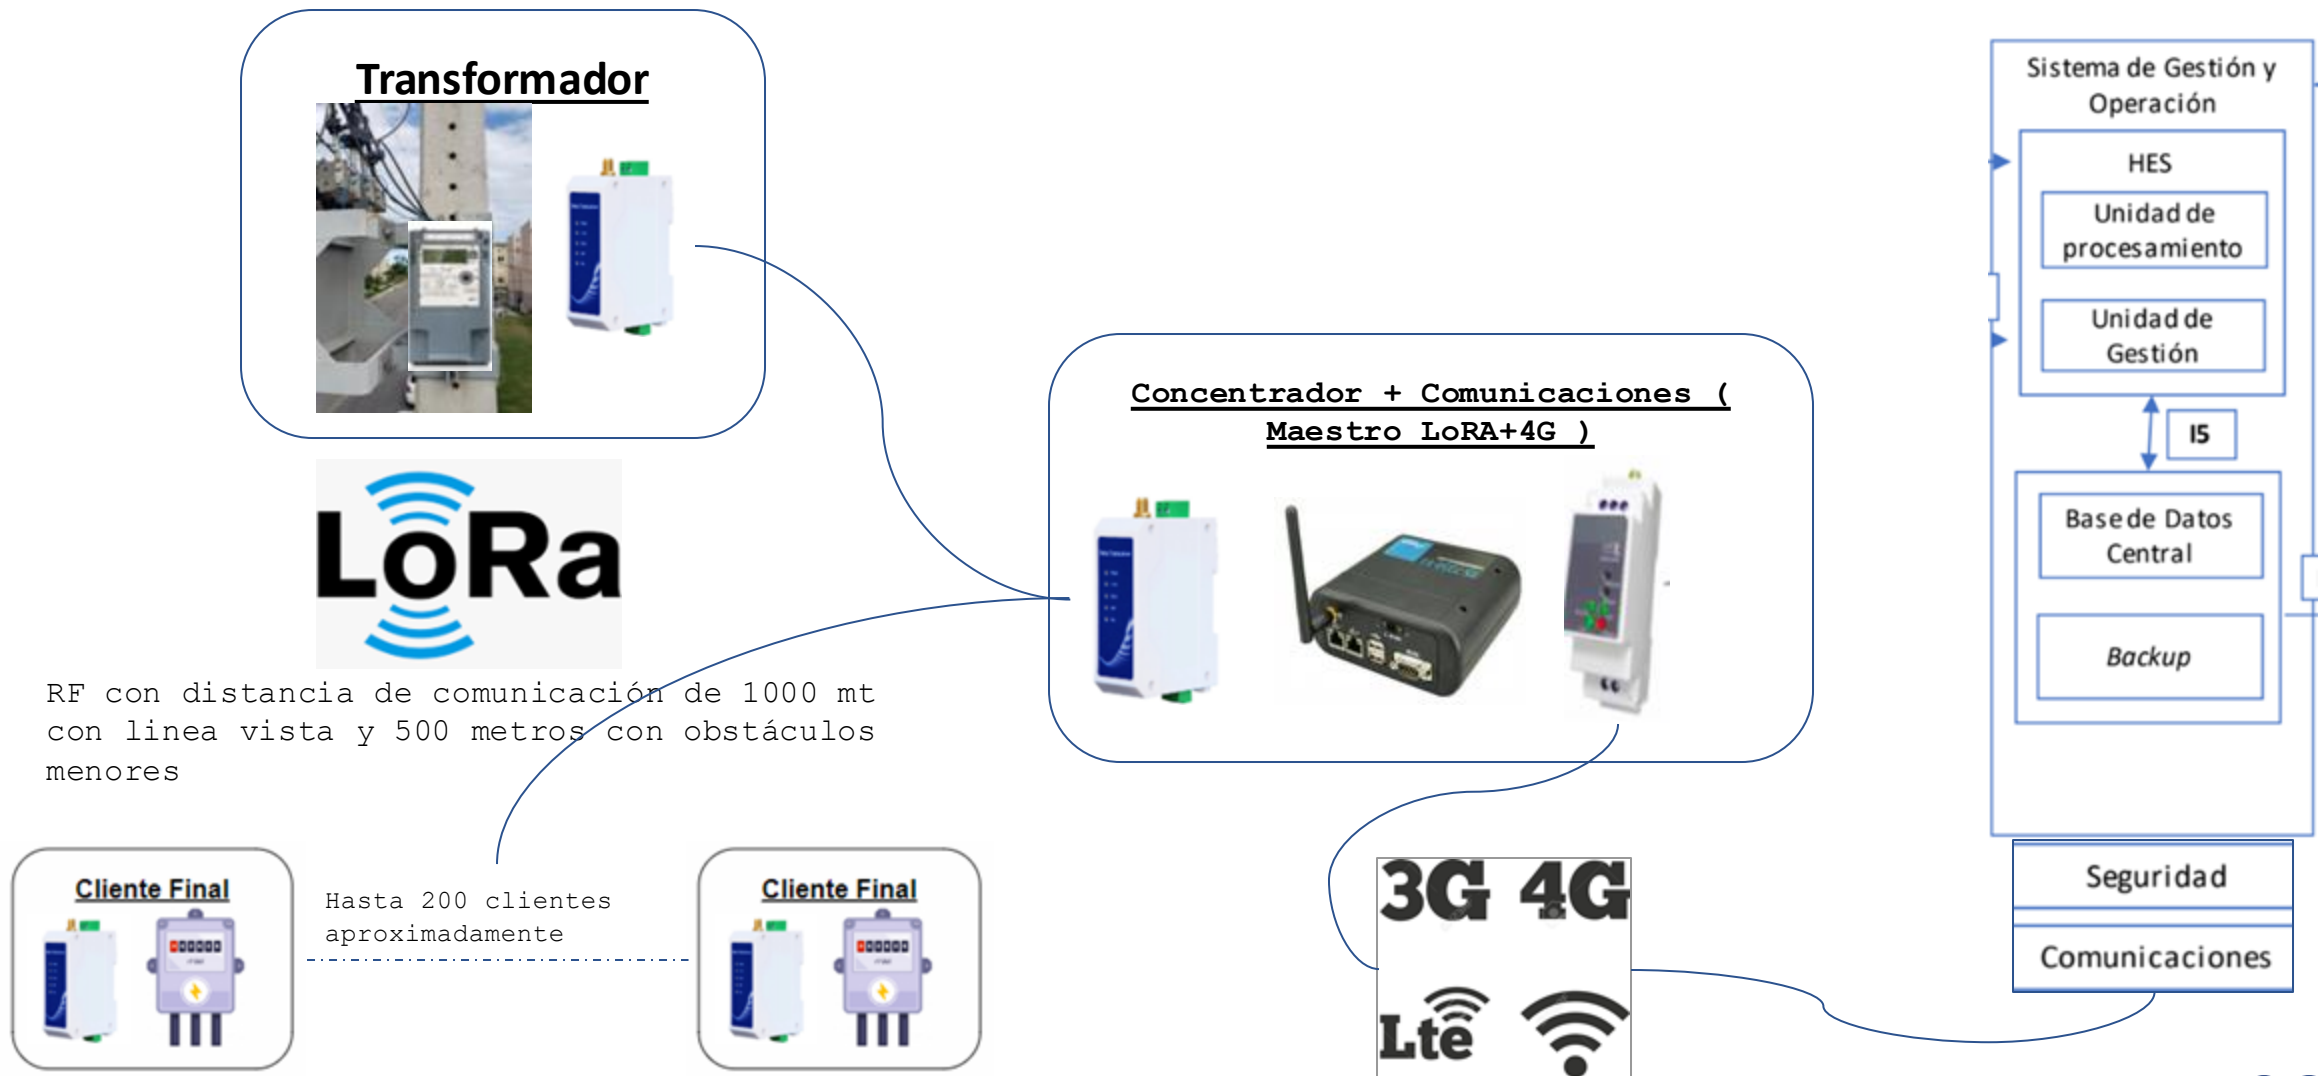 Transformador
LoRa
RF con distancia de comunicación de 1000 mt
con linea vista y 500 metros con obstáculos
menores
Cliente Final
Hasta 200 clientes
aproximadamente
Cliente Final
Concentrador + Comunicaciones (
Maestro LoRA+4G )
3G 4G
Lte
Sistema de Gestión y
Operación
HES
Unidad de
procesamiento
Unidad de
Gestión
I5
Base de Datos
Central
Backup
Seguridad
Comunicaciones